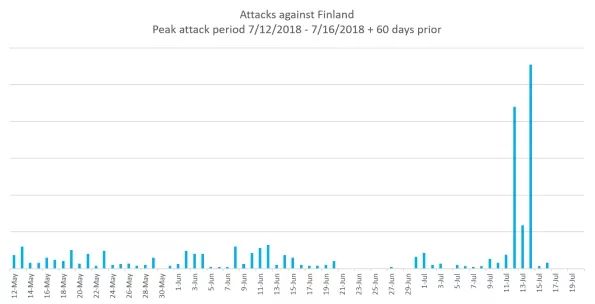 Attacks against Finland
Peak attack period 7/12/2018 - 7/16/2018 + 60 days prior
12-May
14-May
16-May
18-May
20-May
22-May
24-May
26-May
28-May
30-May
1-Jun
3-Jun
5-Jun
7-Jun
9-Jun
11-Jun
13-Jun
15-Jun
17-Jun
19-Jun
21-Jun
23-Jun
25-Jun
27-Jun
29-Jun
1-Jul
3-Jul
5-Jul
7-Jul
9-Jul
11-Jul
13-Jul
15-Jul
17-Jul
19-Jul